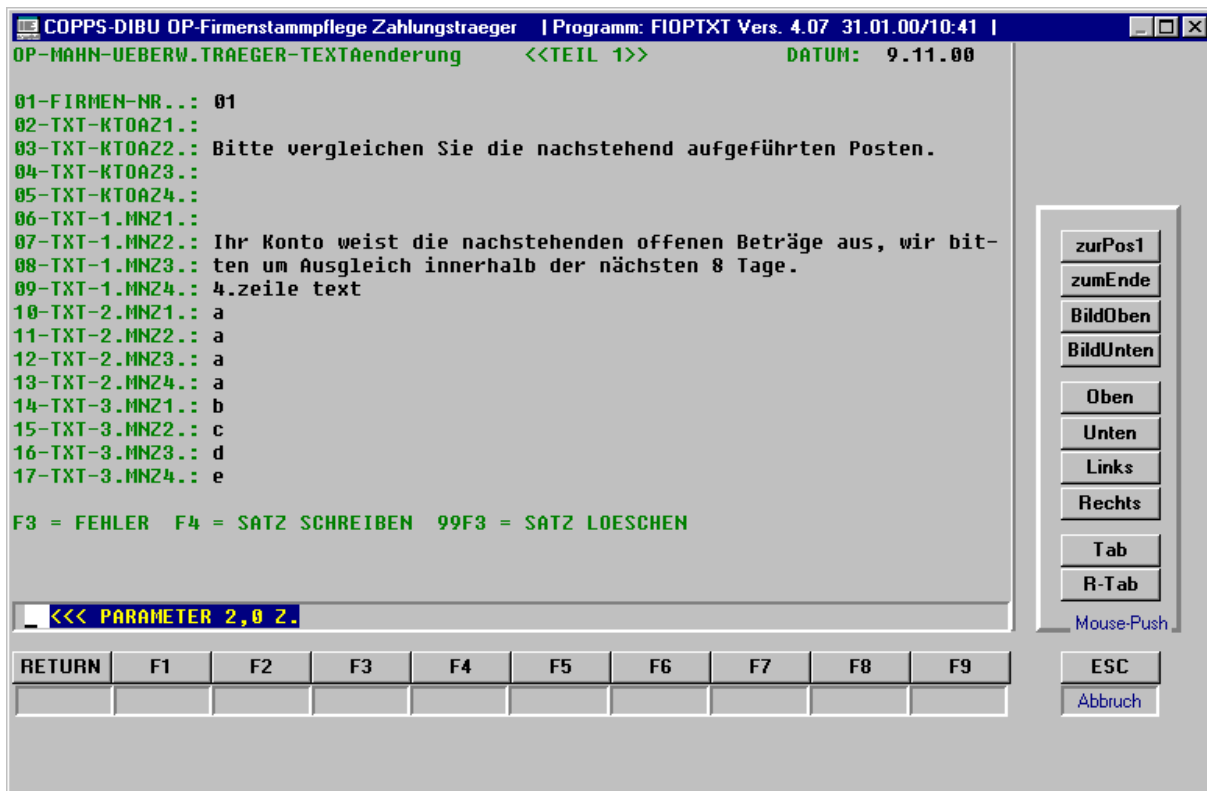 COPPS-DIBU OP-Firmenstammpflege Zahlungstraeger | Programm: FIOPTXT Vers. 4.07 31.01.00/10:41 |
OP-MAHN-UEBERW.TRAEGER-TEXTAenderung <<TEIL 1>> DATUM: 9.11.00
01-FIRMEN-NR..: 01
02-TXT-KTOAZ1.:
03-TXT-KTOAZ2.: Bitte vergleichen Sie die nachstehend aufgeführten Posten.
04-TXT-KTOAZ3.:
05-TXT-KTOAZ4.:
06-TXT-1.MNZ1.:
07-TXT-1.MNZ2.: Ihr Konto weist die nachstehenden offenen Beträge aus, wir bit-
08-TXT-1.MNZ3.: ten um Ausgleich innerhalb der nächsten 8 Tage.
09-TXT-1.MNZ4.: 4.zeile text
10-TXT-2.MNZ1.: a
11-TXT-2.MNZ2.: a
12-TXT-2.MNZ3.: a
13-TXT-2.MNZ4.: a
14-TXT-3.MNZ1.: b
15-TXT-3.MNZ2.: c
16-TXT-3.MNZ3.: d
17-TXT-3.MNZ4.: e
F3 = FEHLER F4 = SATZ SCHREIBEN 99F3 = SATZ LOESCHEN
_ <<< PARAMETER 2,0 Z.
zurPos1
zumEnde
BildOben
BildUnten
Oben
Unten
Links
Rechts
Tab
R-Tab
Mouse-Push
RETURN F1 F2 F3 F4 F5 F6 F7 F8 F9 ESC
Abbruch